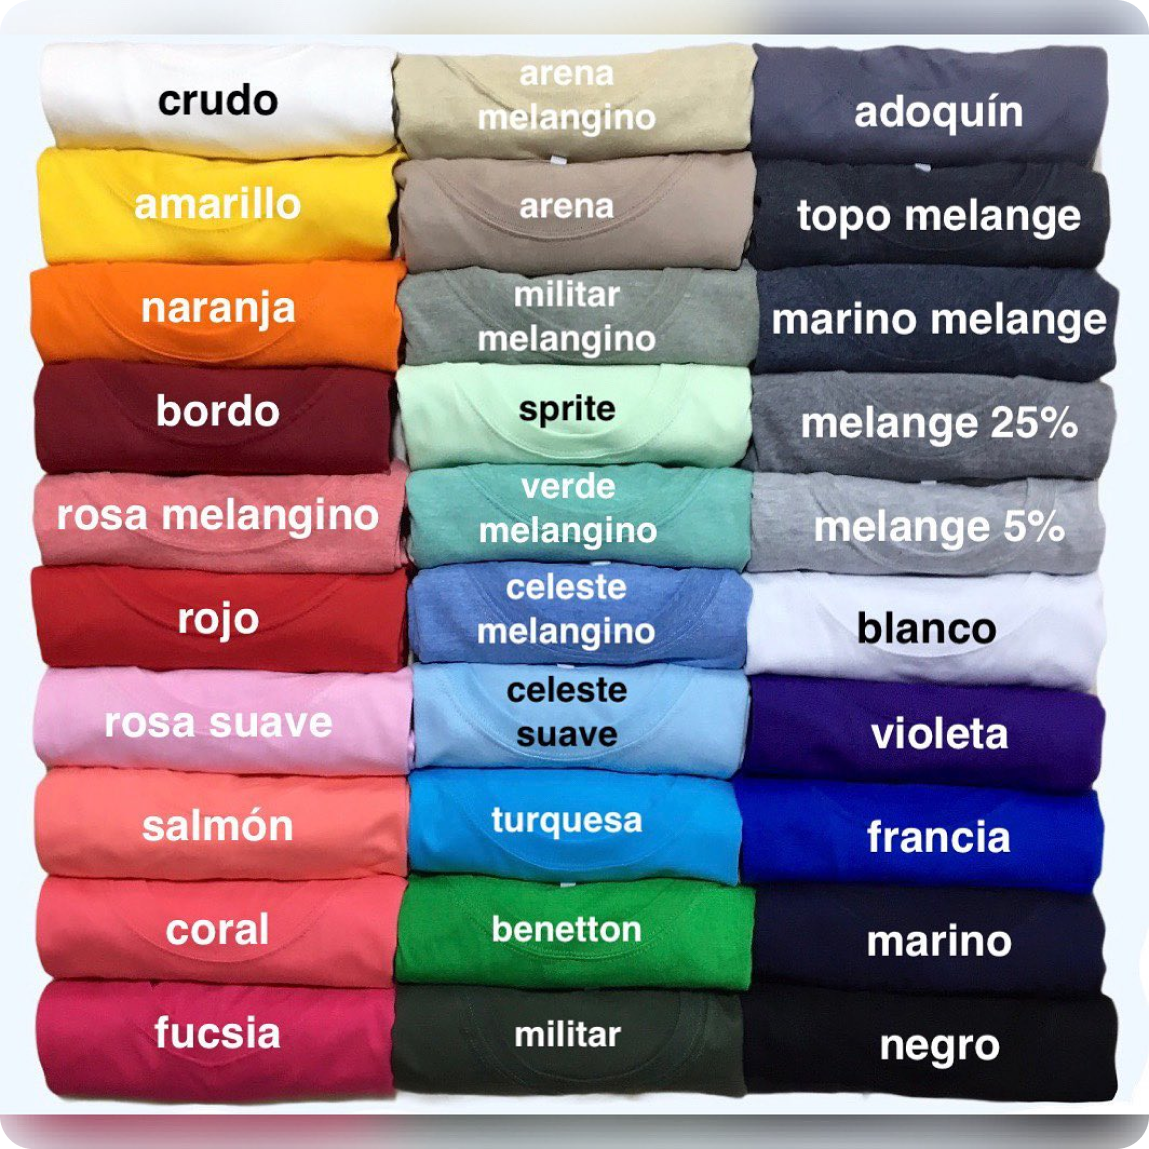 crudo
amarillo
naranja
bordo
rosa melangino
rojo
rosa suave
salmón
coral
fucsia
arena
melangino
arena
militar
melangino
sprite
verde
melangino
celeste
melangino
celeste
suave
turquesa
benetton
militar
adoquín
topo melange
marino melange
melange 25%
melange 5%
blanco
violeta
francia
marino
negro